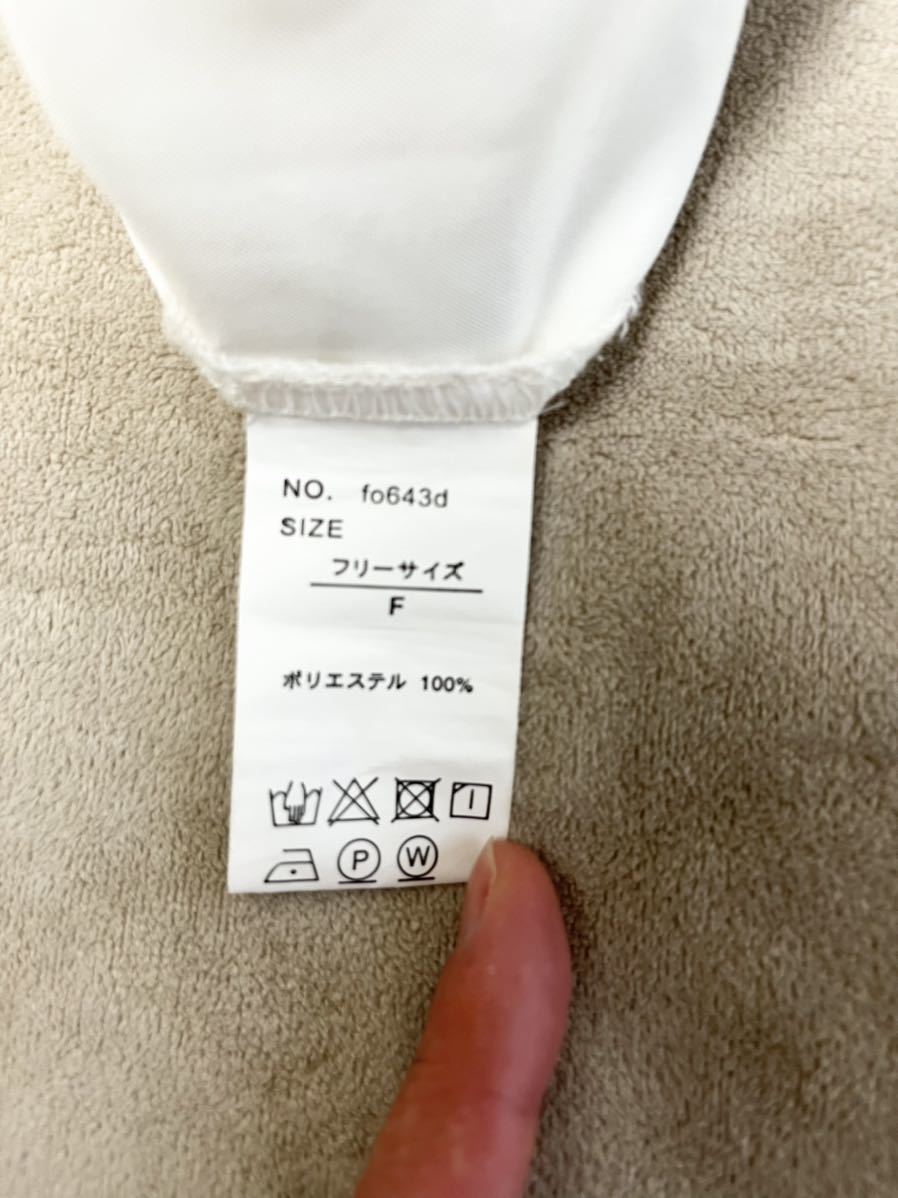 NO. fo643d
SIZE
フリーサイズ
F
ポリエステル 100%
P W